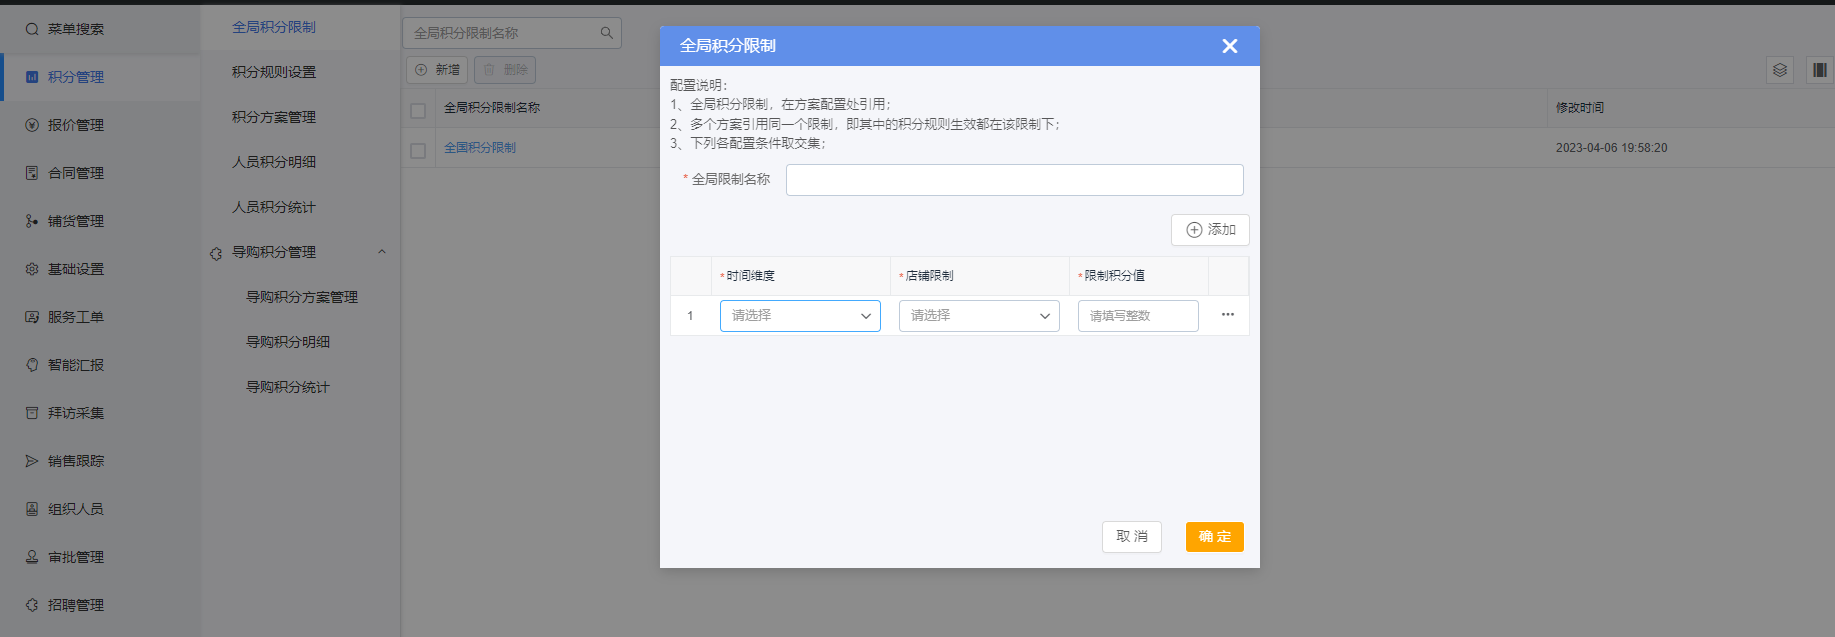 菜单搜索
积分管理
报价管理
合同管理
铺货管理
基础设置
服务工单
智能汇报
拜访采集
销售跟踪
组织人员
审批管理
招聘管理
全局积分限制
积分规则设置
积分方案管理
人员积分明细
人员积分统计
导购积分管理
导购积分方案管理
导购积分明细
导购积分统计
全局积分限制名称
新增 删除
全局积分限制名称 修改时间
全国积分限制 2023-04-06 19:58:20
全局积分限制
配置说明：
1、全局积分限制，在方案配置处引用；
2、多个方案引用同一个限制，即其中的积分规则生效都在该限制下；
3、下列各配置条件取交集；
* 全局限制名称
添加
* 时间维度 * 店铺限制 * 限制积分值
1 请选择 请选择 请填写整数
取 消 确 定